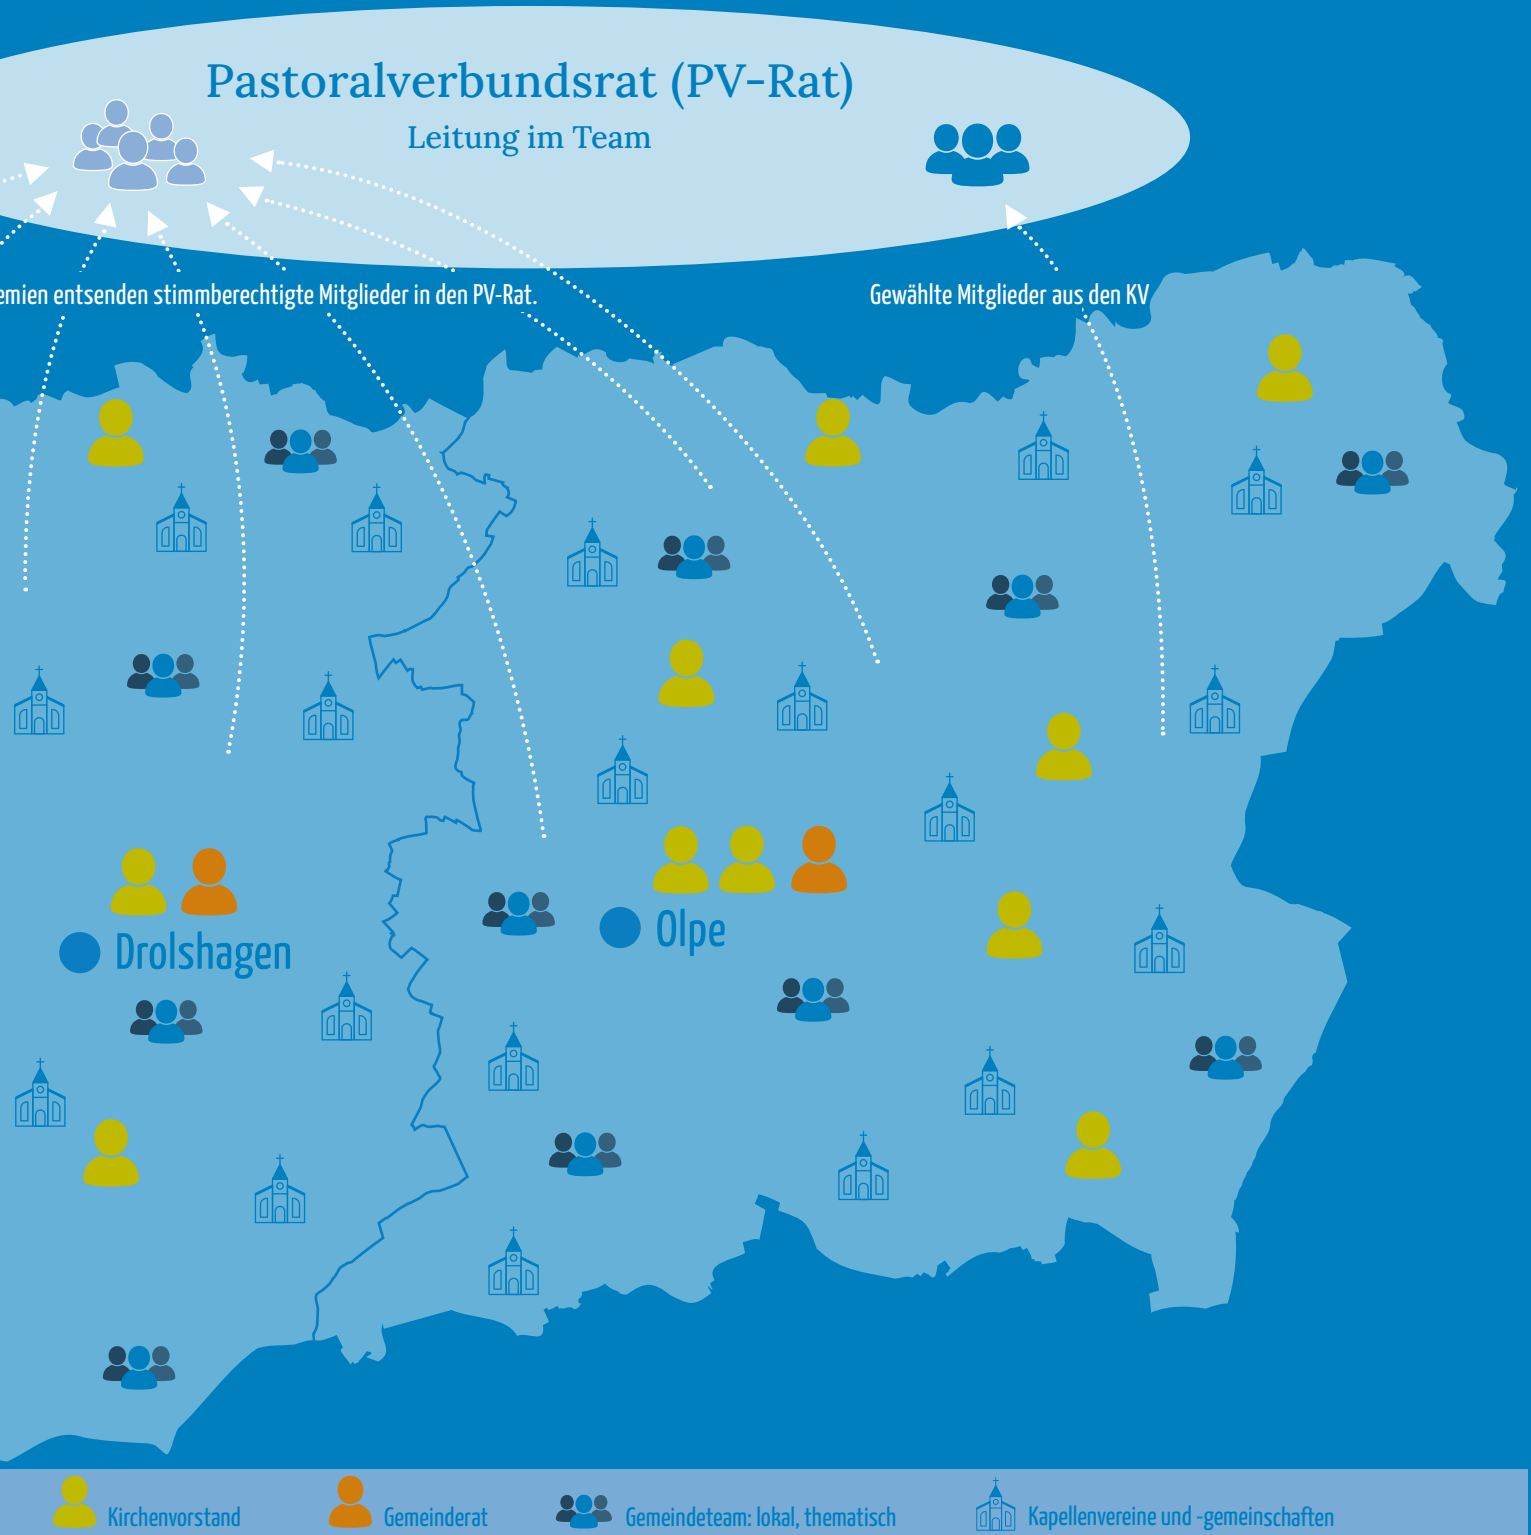 Pastoralverbundsrat (PV-Rat)
Leitung im Team
entsenden stimmberechtigte Mitglieder in den PV-Rat.
Gewählte Mitglieder aus den KV
Drolshagen
Olpe
Kirchenvorstand
Gemeinderat
Gemeindeteam: lokal, thematisch
Kapellenvereine und -gemeinschaften